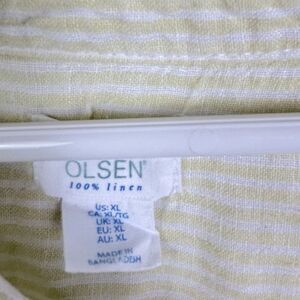 OLSEN®
100% linen
US: XL
CA: XL/TG
UK: XL
EU: XL
AU: XL
MADE IN
BANGLADESH